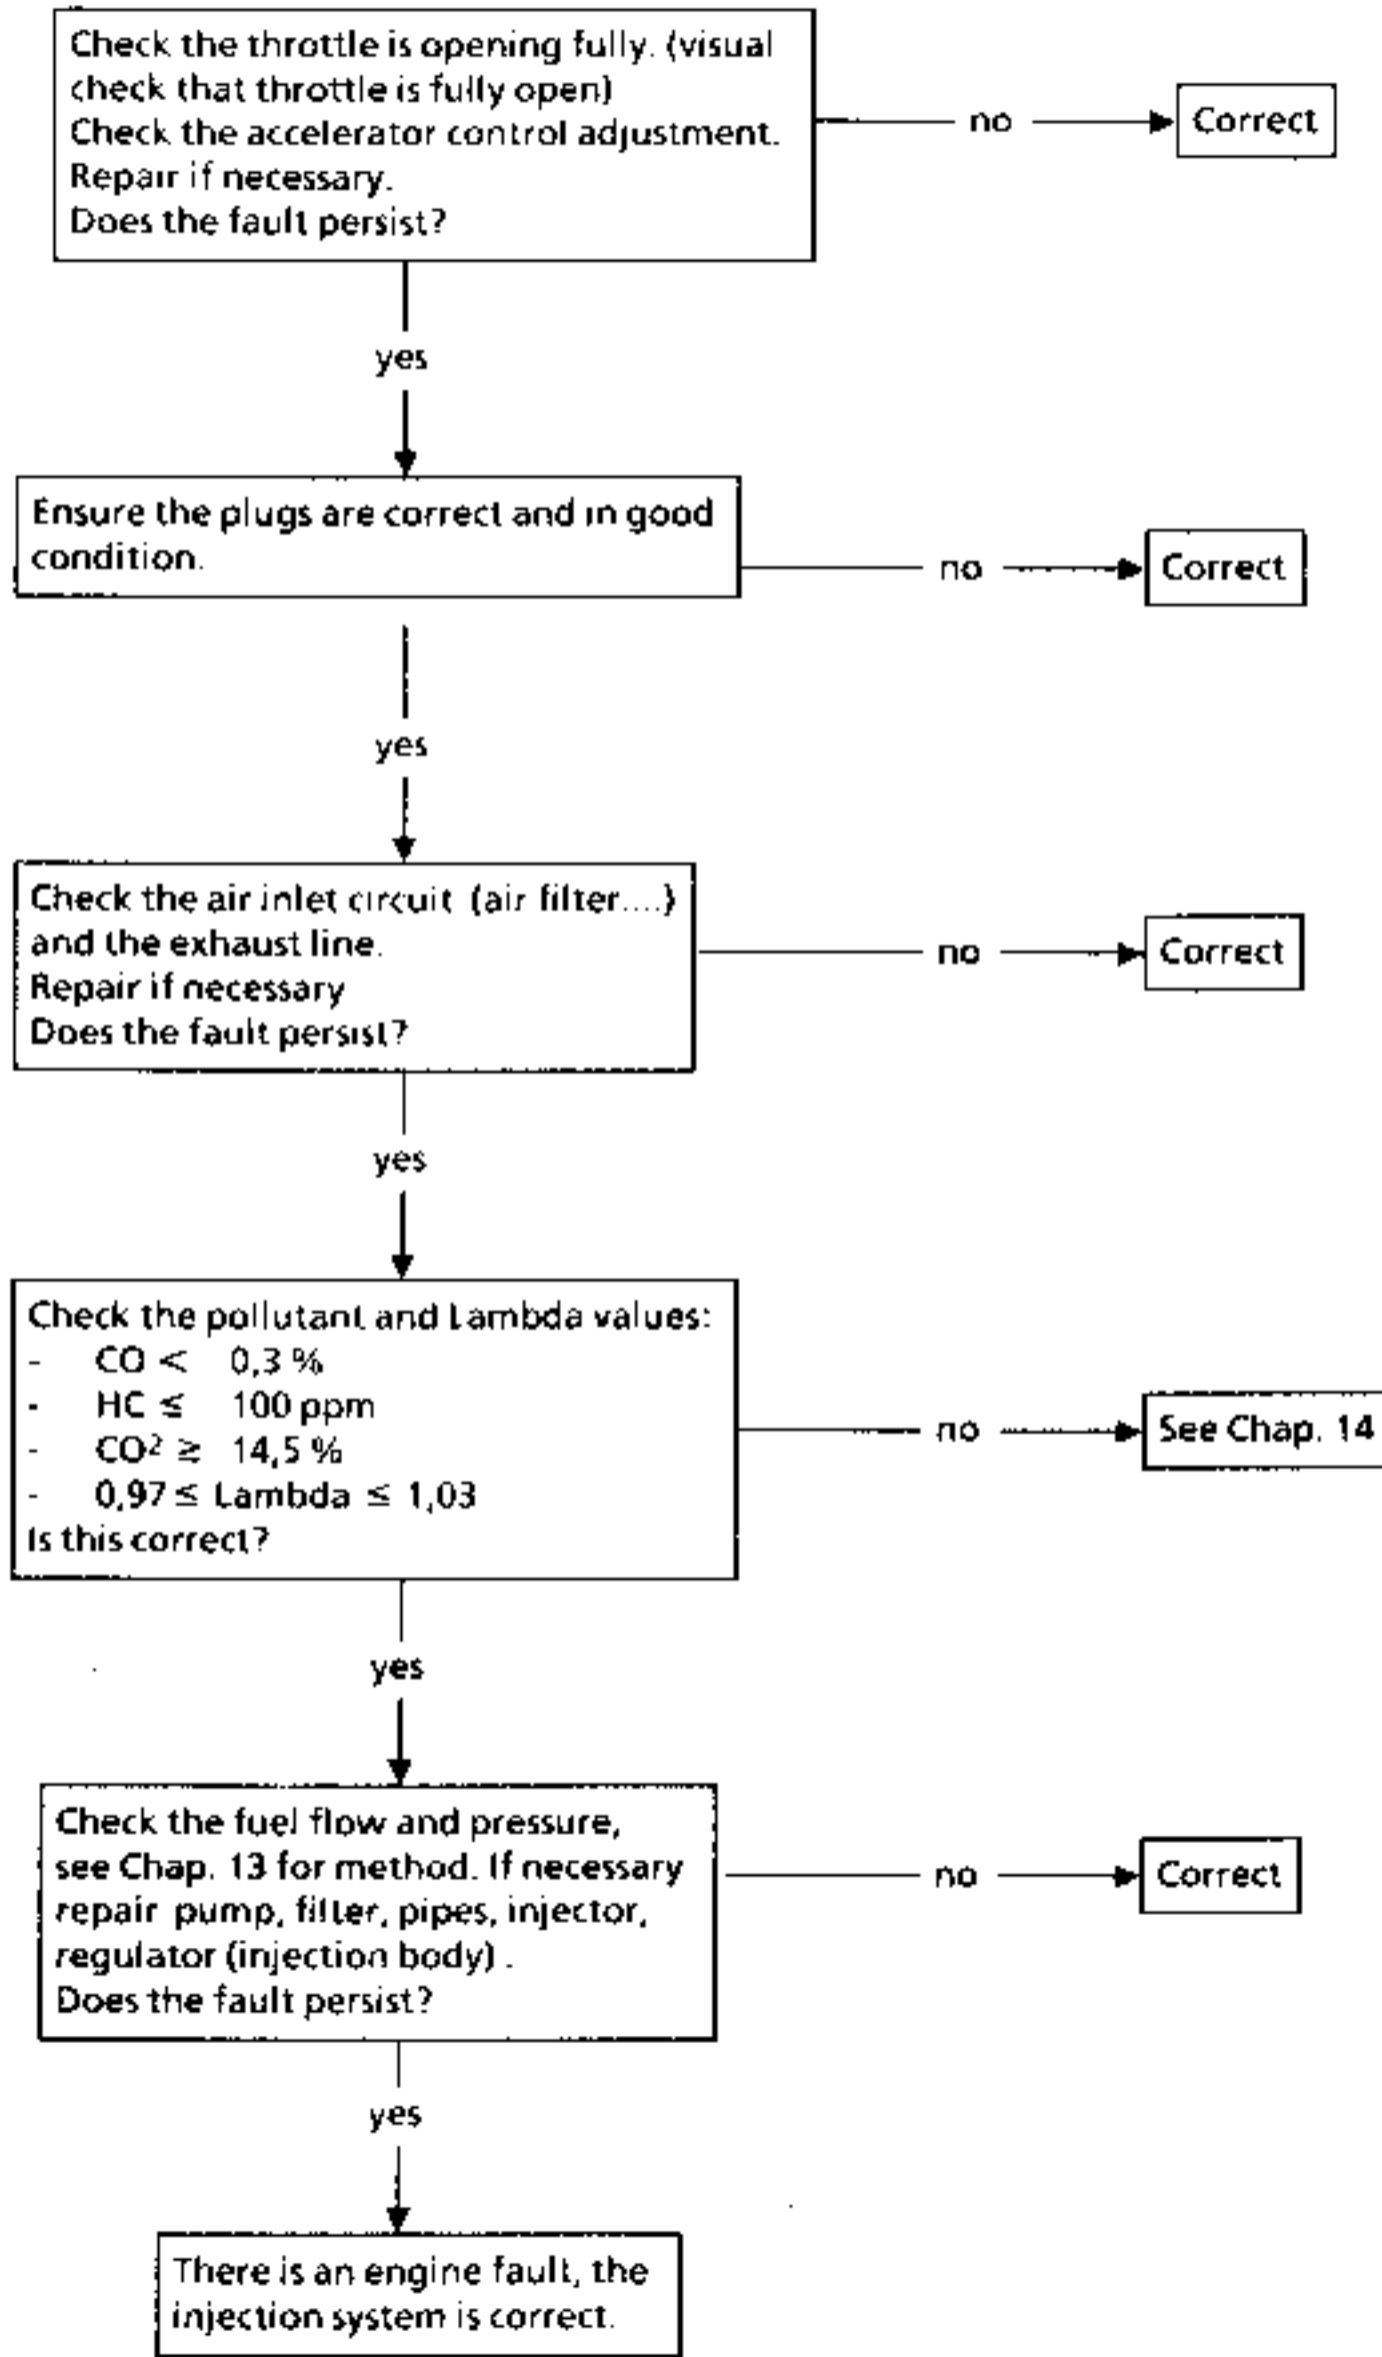 Check the throttle is opening fully. (visual
check that throttle is fully open)
Check the accelerator control adjustment.
Repair if necessary.
Does the fault persist?
no
Correct
yes
Ensure the plugs are correct and in good
condition.
no
Correct
yes
Check the air inlet circuit (air filter....)
and the exhaust line.
Repair if necessary
Does the fault persist?
no
Correct
yes
Check the pollutant and Lambda values:
- CO < 0,3 %
- HC ≤ 100 ppm
- CO² ≥ 14,5 %
- 0,97 ≤ Lambda ≤ 1,03
Is this correct?
no
See Chap. 14
yes
Check the fuel flow and pressure,
see Chap. 13 for method. If necessary
repair pump, filter, pipes, injector,
regulator (injection body) .
Does the fault persist?
no
Correct
yes
There is an engine fault, the
injection system is correct.